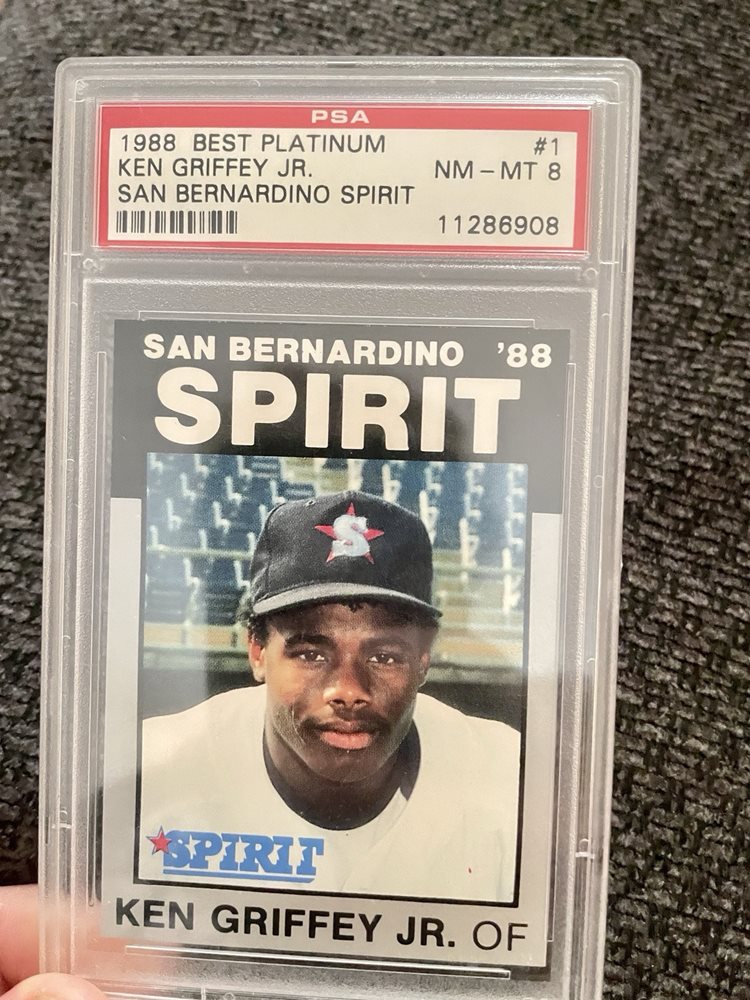 PSA
1988 BEST PLATINUM #1
KEN GRIFFEY JR. NM - MT 8
SAN BERNARDINO SPIRIT
11286908
SAN BERNARDINO '88
SPIRIT
S
SPIRIT
KEN GRIFFEY JR. OF